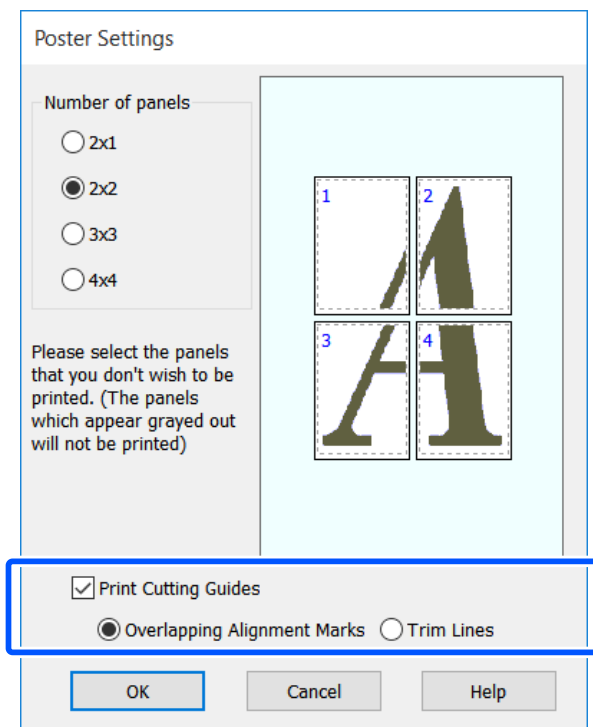 Poster Settings
Number of panels
2x1
2x2
3x3
4x4
1
2
3
4
Please select the panels
that you don't wish to be
printed. (The panels
which appear grayed out
will not be printed)
Print Cutting Guides
Overlapping Alignment Marks Trim Lines
OK Cancel Help